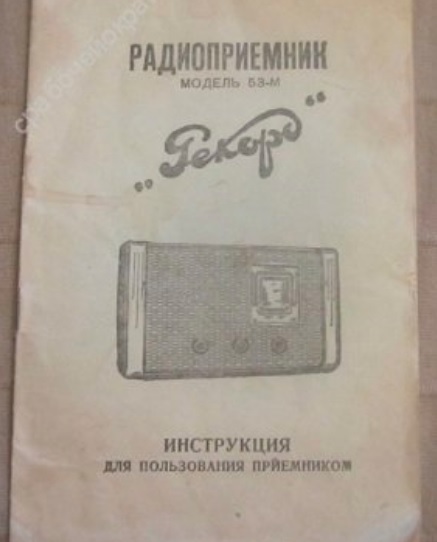 РАДИОПРИЕМНИК
МОДЕЛЬ 53-М
„Рекорд“
ИНСТРУКЦИЯ
ДЛЯ ПОЛЬЗОВАНИЯ ПРИЕМНИКОМ